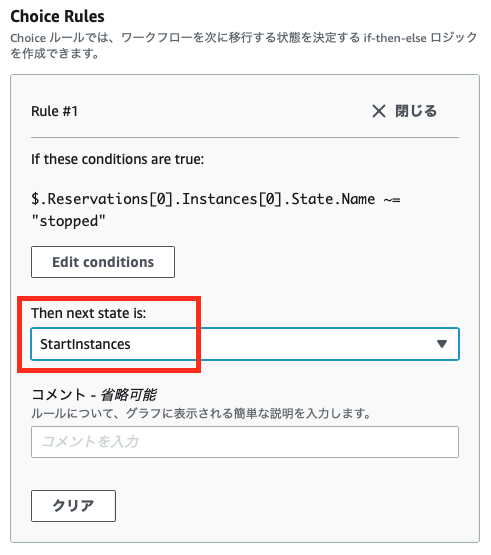 Choice Rules
Choice ルールでは、ワークフローを次に移行する状態を決定する if-then-else ロジック
を作成できます。
Rule #1
閉じる
If these conditions are true:
$.Reservations[0].Instances[0].State.Name ~=
"stopped"
Edit conditions
Then next state is:
StartInstances
コメント - 省略可能
ルールについて、グラフに表示される簡単な説明を入力します。
コメントを入力
クリア